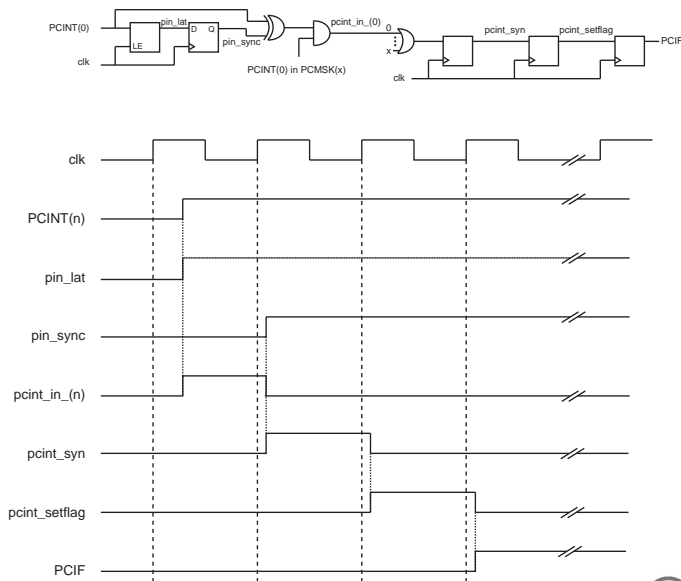 PCINT(0)
pin_lat
D Q
LE
pin_sync
clk
pcint_in_(0)
0
x
PCINT(0) in PCMSK(x)
pcint_syn
pcint_setflag
PCIF
clk
clk
PCINT(n)
pin_lat
pin_sync
pcint_in_(n)
pcint_syn
pcint_setflag
PCIF